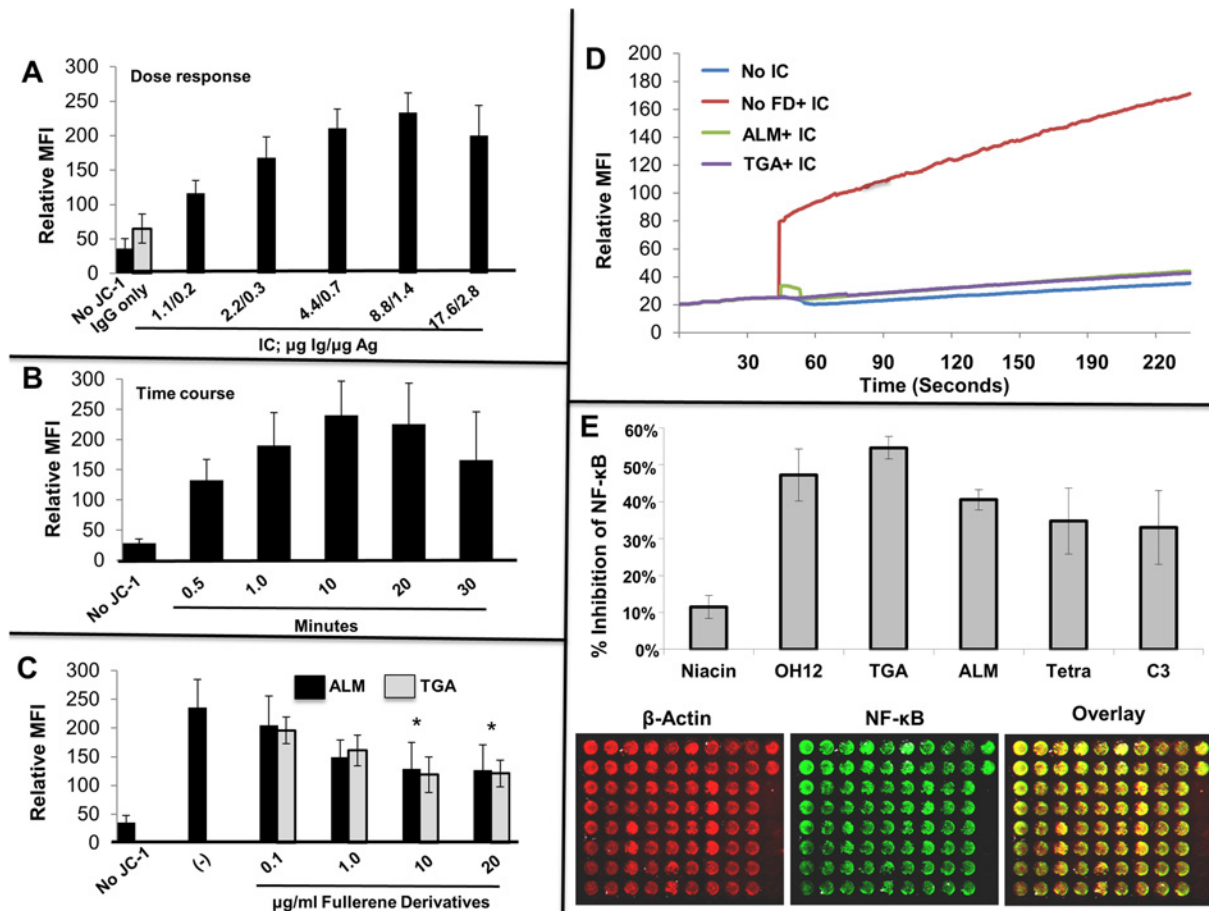 A
Dose response
300
250
200
150
100
50
0
Relative MFI
No JC-1
IgG only
1.1/0.2
2.2/0.3
4.4/0.7
8.8/1.4
17.6/2.8
IC; µg Ig/µg Ag
B
Time course
300
250
200
150
100
50
0
Relative MFI
No JC-1
0.5
1.0
10
20
30
Minutes
C
ALM
TGA
300
250
200
150
100
50
0
Relative MFI
*
*
No JC-1
(-)
0.1
1.0
10
20
µg/ml Fullerene Derivatives
D
No IC
No FD+ IC
ALM+ IC
TGA+ IC
200
180
160
140
120
100
80
60
40
20
0
Relative MFI
30
60
90
120
150
190
220
Time (Seconds)
E
60%
50%
40%
30%
20%
10%
0%
% Inhibition of NF-κB
Niacin
OH12
TGA
ALM
Tetra
C3
β-Actin
NF-κB
Overlay